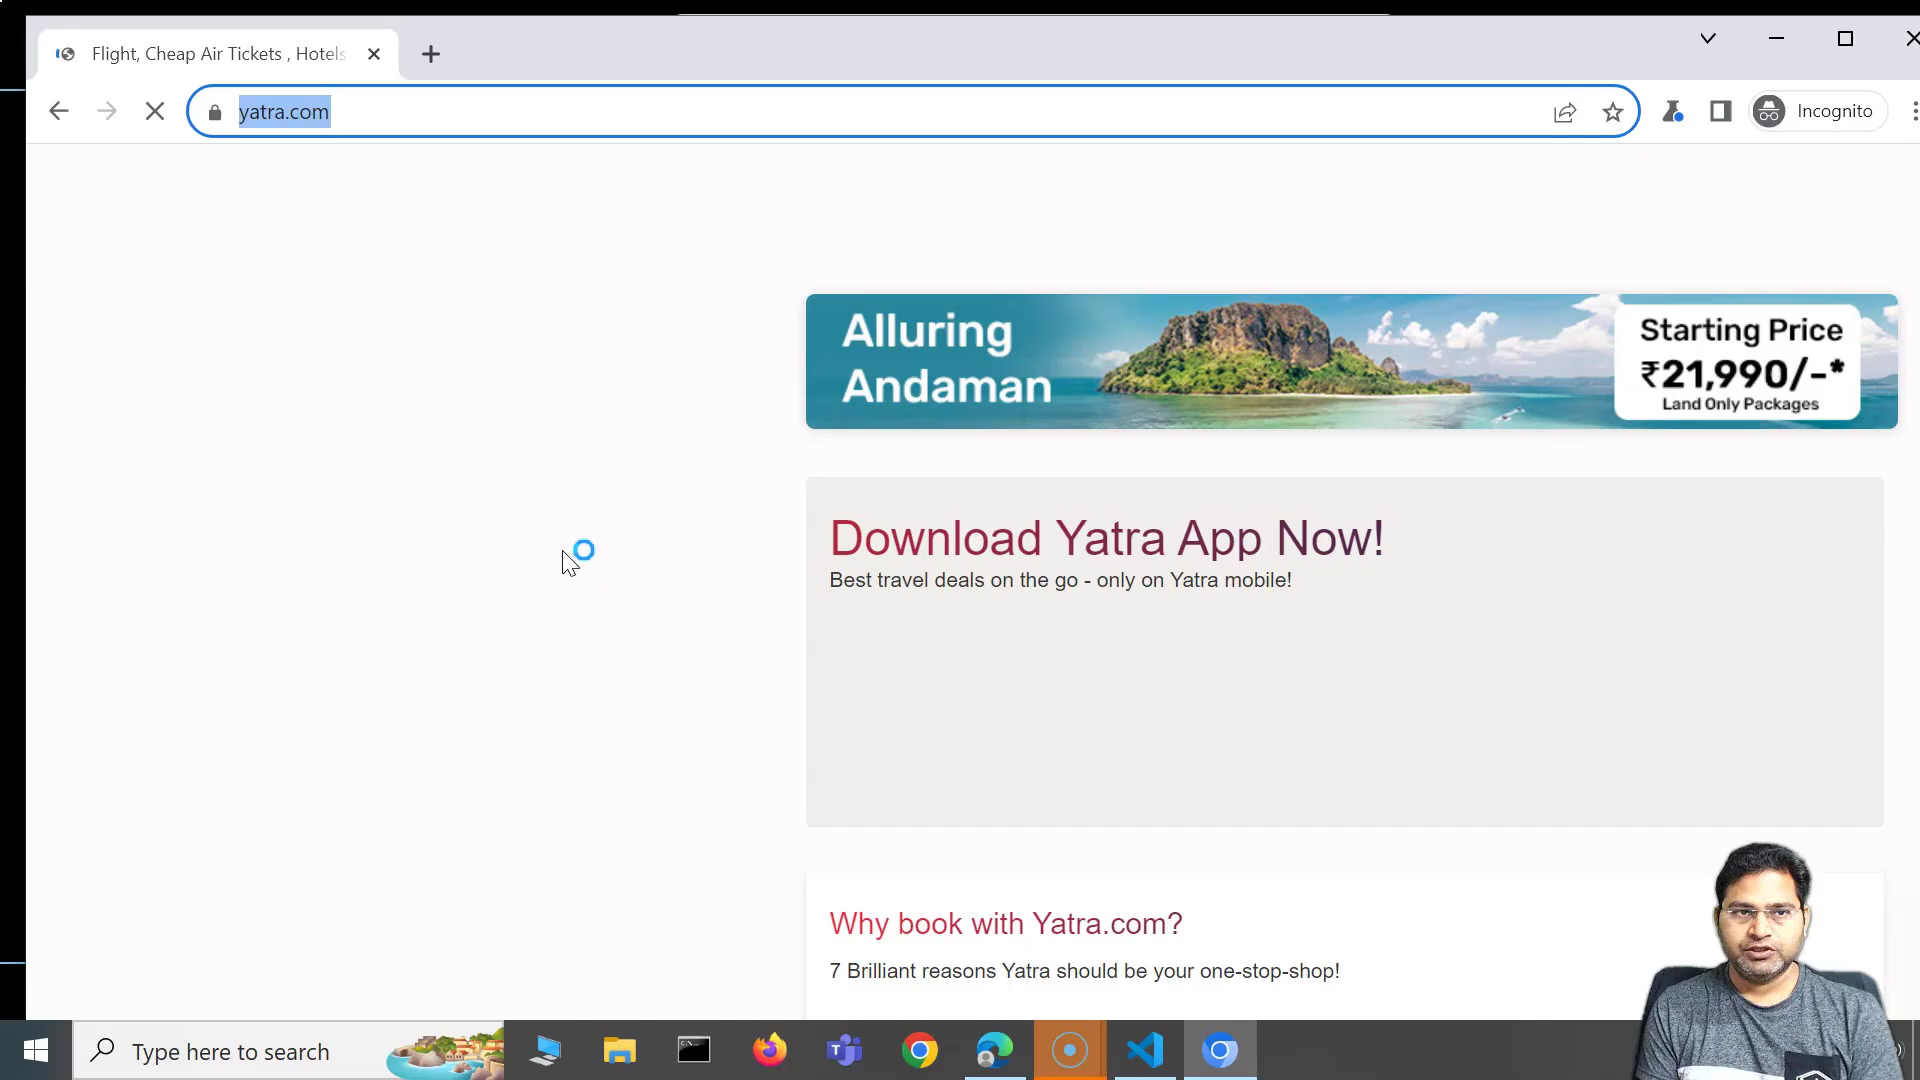 Flight, Cheap Air Tickets , Hotels
yatra.com
Incognito
Alluring
Andaman
Starting Price
₹21,990/-*
Land Only Packages
Download Yatra App Now!
Best travel deals on the go - only on Yatra mobile!
Why book with Yatra.com?
7 Brilliant reasons Yatra should be your one-stop-shop!
Type here to search